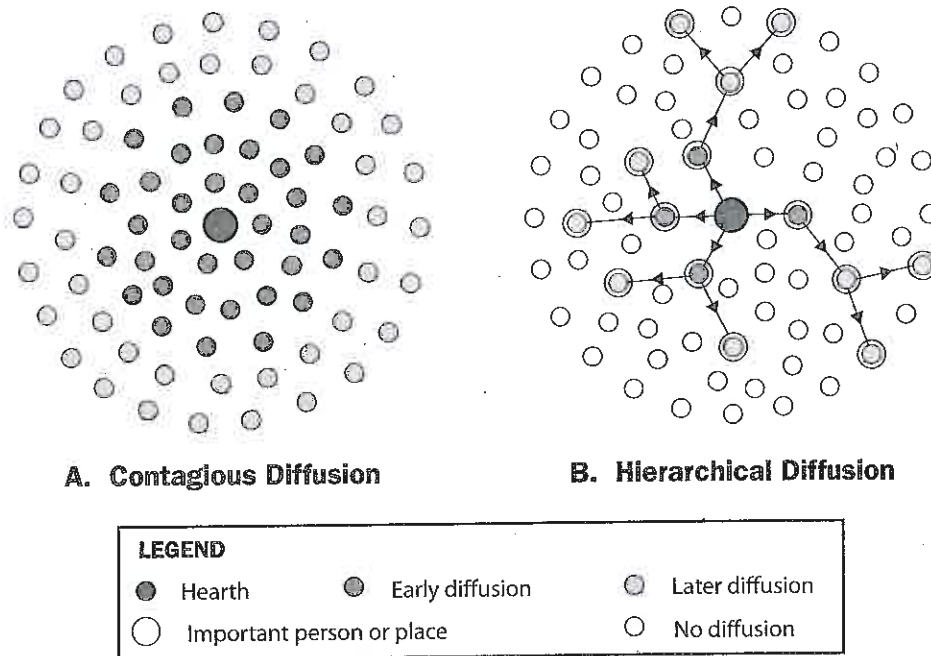 A. Contagious Diffusion
B. Hierarchical Diffusion
LEGEND
Hearth
Early diffusion
Later diffusion
Important person or place
No diffusion